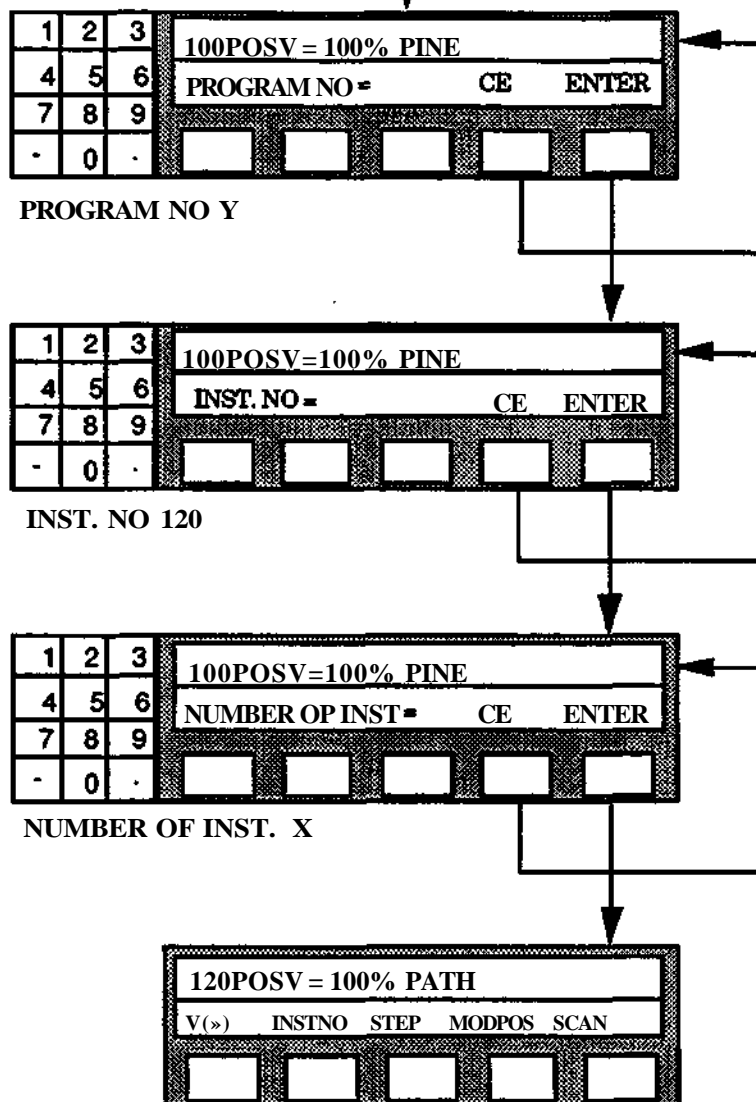 1 2 3
100POSV = 100% PINE
4 5 6
PROGRAM NO = CE ENTER
7 8 9
- 0 .
PROGRAM NO Y
1 2 3
100POSV=100% PINE
4 5 6
INST. NO = CE ENTER
7 8 9
- 0 .
INST. NO 120
1 2 3
100POSV=100% PINE
4 5 6
NUMBER OP INST = CE ENTER
7 8 9
- 0 .
NUMBER OF INST. X
120POSV = 100% PATH
V(») INSTNO STEP MODPOS SCAN